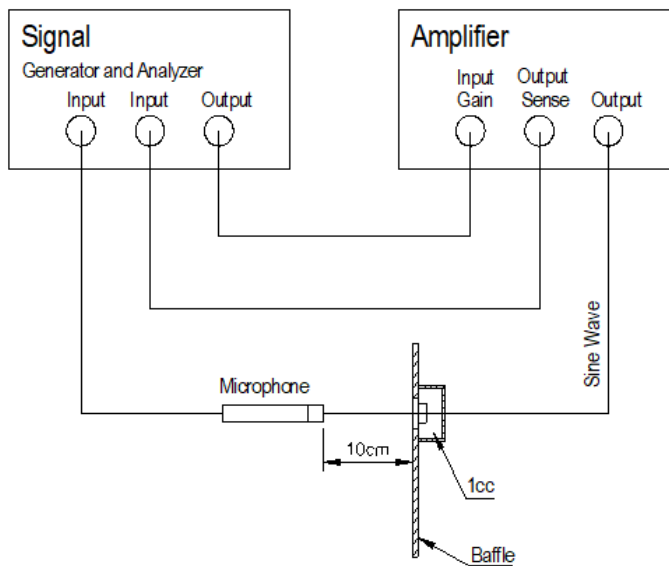 Signal
Generator and Analyzer
Input
Input
Output
Amplifier
Input
Gain
Output
Sense
Output
Sine Wave
Microphone
10cm
1cc
Baffle